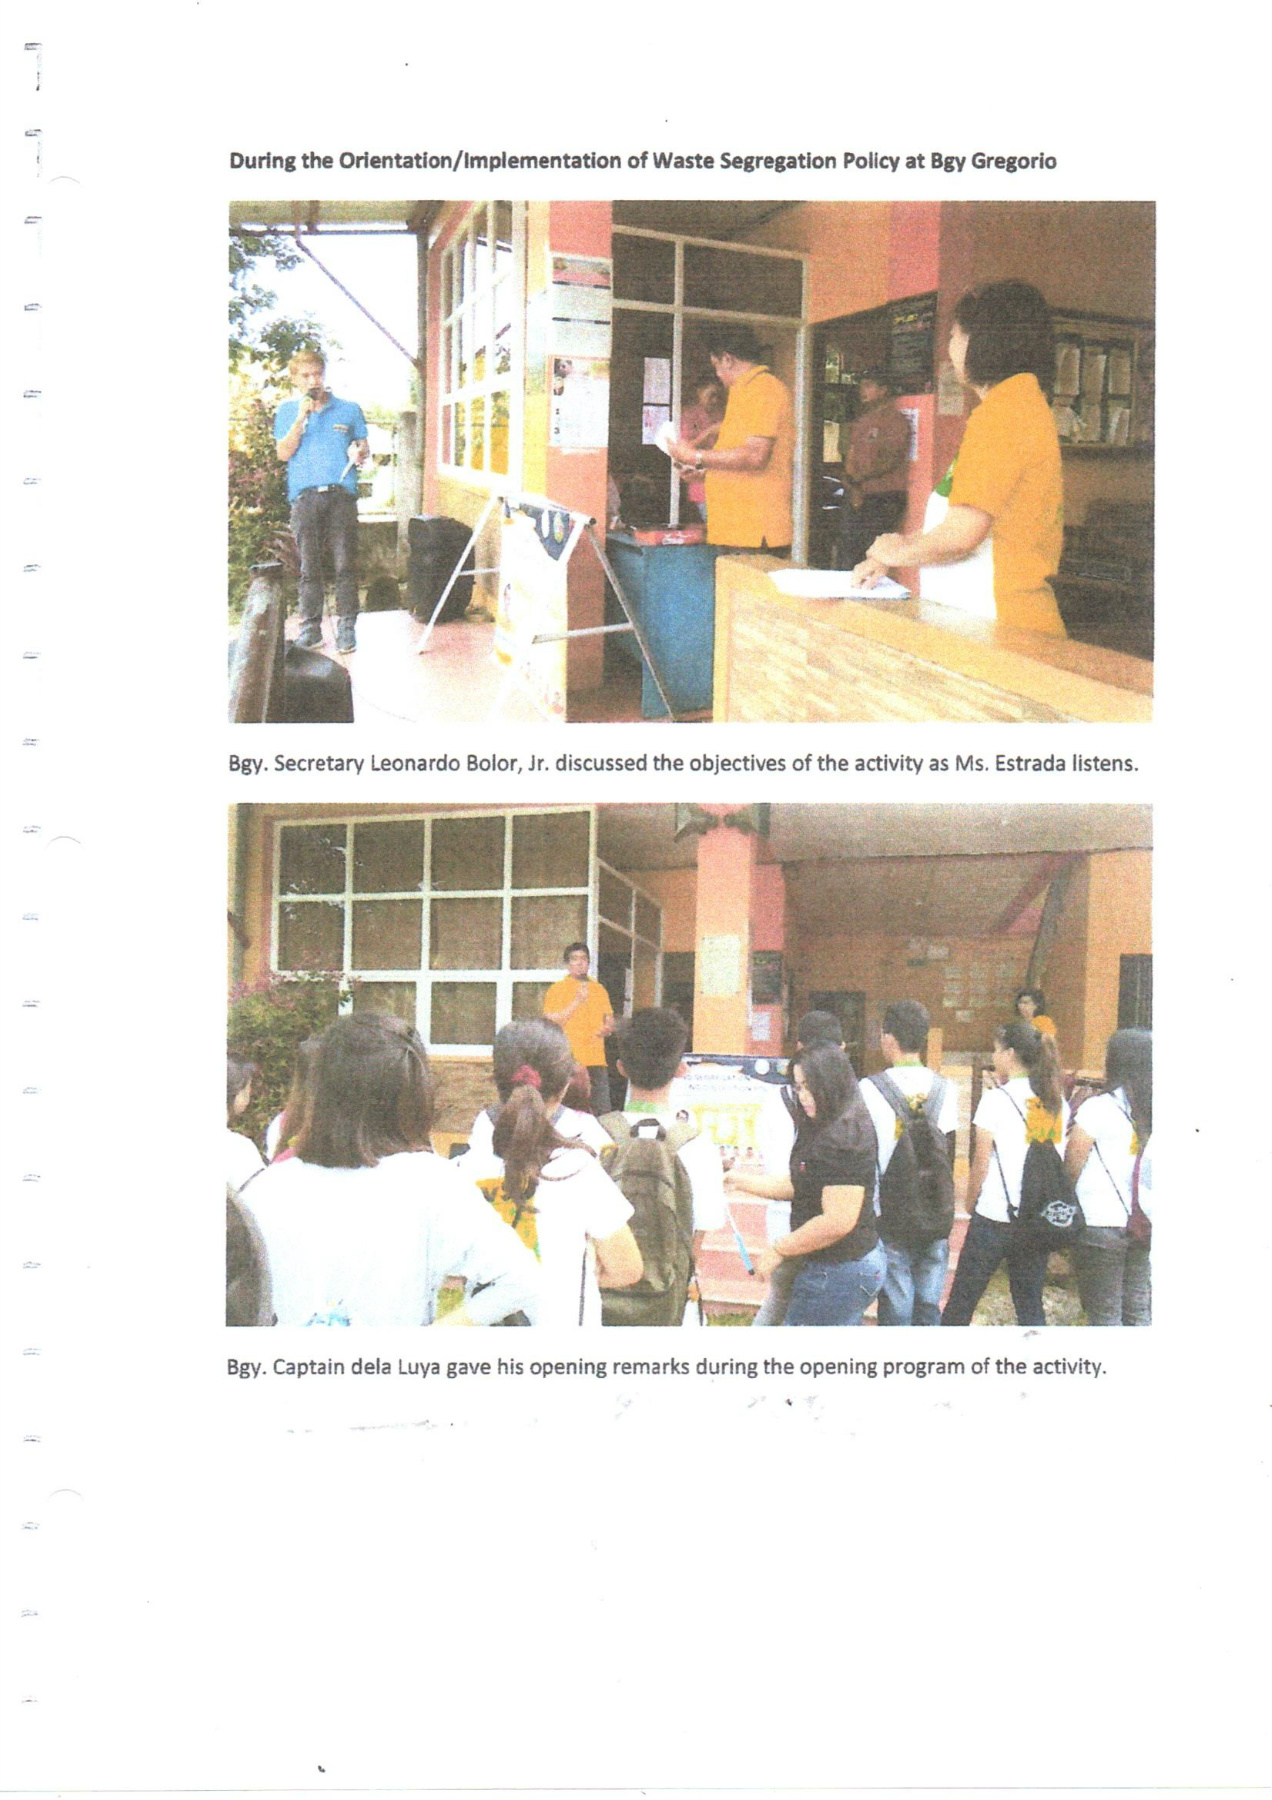 During the Orientation/Implementation of Waste Segregation Policy at Bgy Gregorio
Bgy. Secretary Leonardo Bolor, Jr. discussed the objectives of the activity as Ms. Estrada listens.
SEGREGATION
Bgy. Captain dela Luya gave his opening remarks during the opening program of the activity.